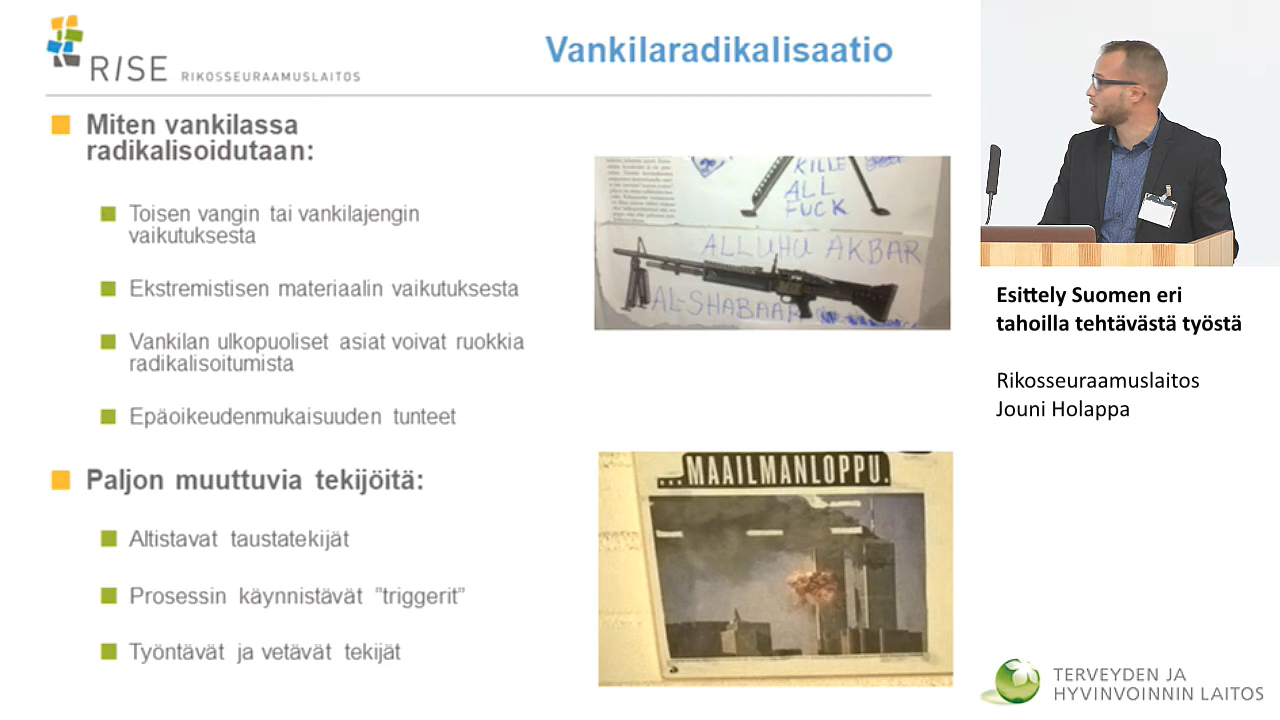 RISE RIKOSSEURAAMUSLAITOS
Vankilaradikalisaatio
Miten vankilassa
radikalisoidutaan:
Toisen vangin tai vankilajengin
vaikutuksesta
Ekstremistisen materiaalin vaikutuksesta
Vankilan ulkopuoliset asiat voivat ruokkia
radikalisoitumista
Epäoikeudenmukaisuuden tunteet
Paljon muuttuvia tekijöitä:
Altistavat taustatekijät
Prosessin käynnistävät ”triggerit”
Työntävät ja vetävät tekijät
KILLE
ALL
FUCK
ALLUHU AKBAR
AL-SHABAAB
...MAAILMANLOPPU.
Esittely Suomen eri
tahoilla tehtävästä työstä
Rikosseuraamuslaitos
Jouni Holappa
TERVEYDEN JA
HYVINVOINNIN LAITOS